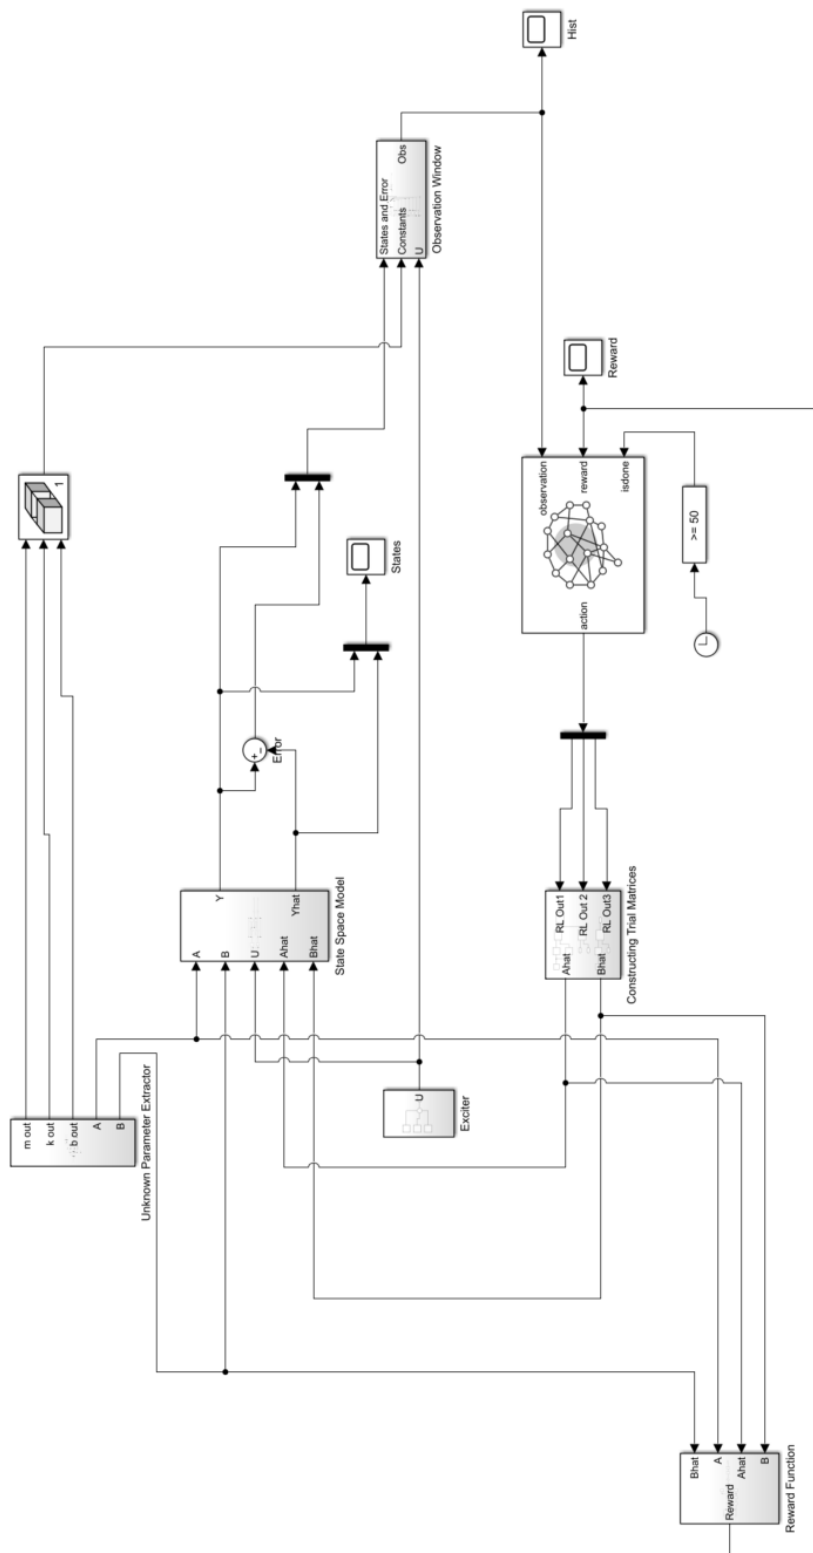 Hist
Obs
States and Error
Constants
U
Observation Window
1
Reward
observation
reward
isdone
action
>= 50
States
+
−
Error
Y
Yhat
A
B
U
Ahat
Bhat
State Space Model
RL Out1
RL Out 2
RL Out3
Ahat
Bhat
Constructing Trial Matrices
m out
k out
b out
A
B
Unknown Parameter Extractor
U
Exciter
Bhat
A
Ahat
B
Reward
Reward Function